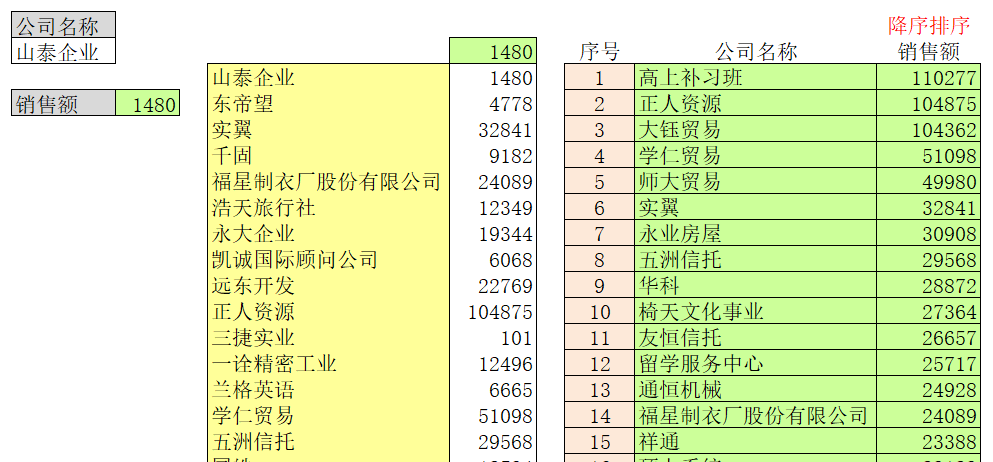 公司名称
山泰企业
销售额 1480
1480
山泰企业 1480
东帝望 4778
实翼 32841
千固 9182
福星制衣厂股份有限公司 24089
浩天旅行社 12349
永大企业 19344
凯诚国际顾问公司 6068
远东开发 22769
正人资源 104875
三捷实业 101
一诠精密工业 12496
兰格英语 6665
学仁贸易 51098
五洲信托 29568
降序排序
序号 公司名称 销售额
1 高上补习班 110277
2 正人资源 104875
3 大钰贸易 104362
4 学仁贸易 51098
5 师大贸易 49980
6 实翼 32841
7 永业房屋 30908
8 五洲信托 29568
9 华科 28872
10 椅天文化事业 27364
11 友恒信托 26657
12 留学服务中心 25717
13 通恒机械 24928
14 福星制衣厂股份有限公司 24089
15 祥通 23388